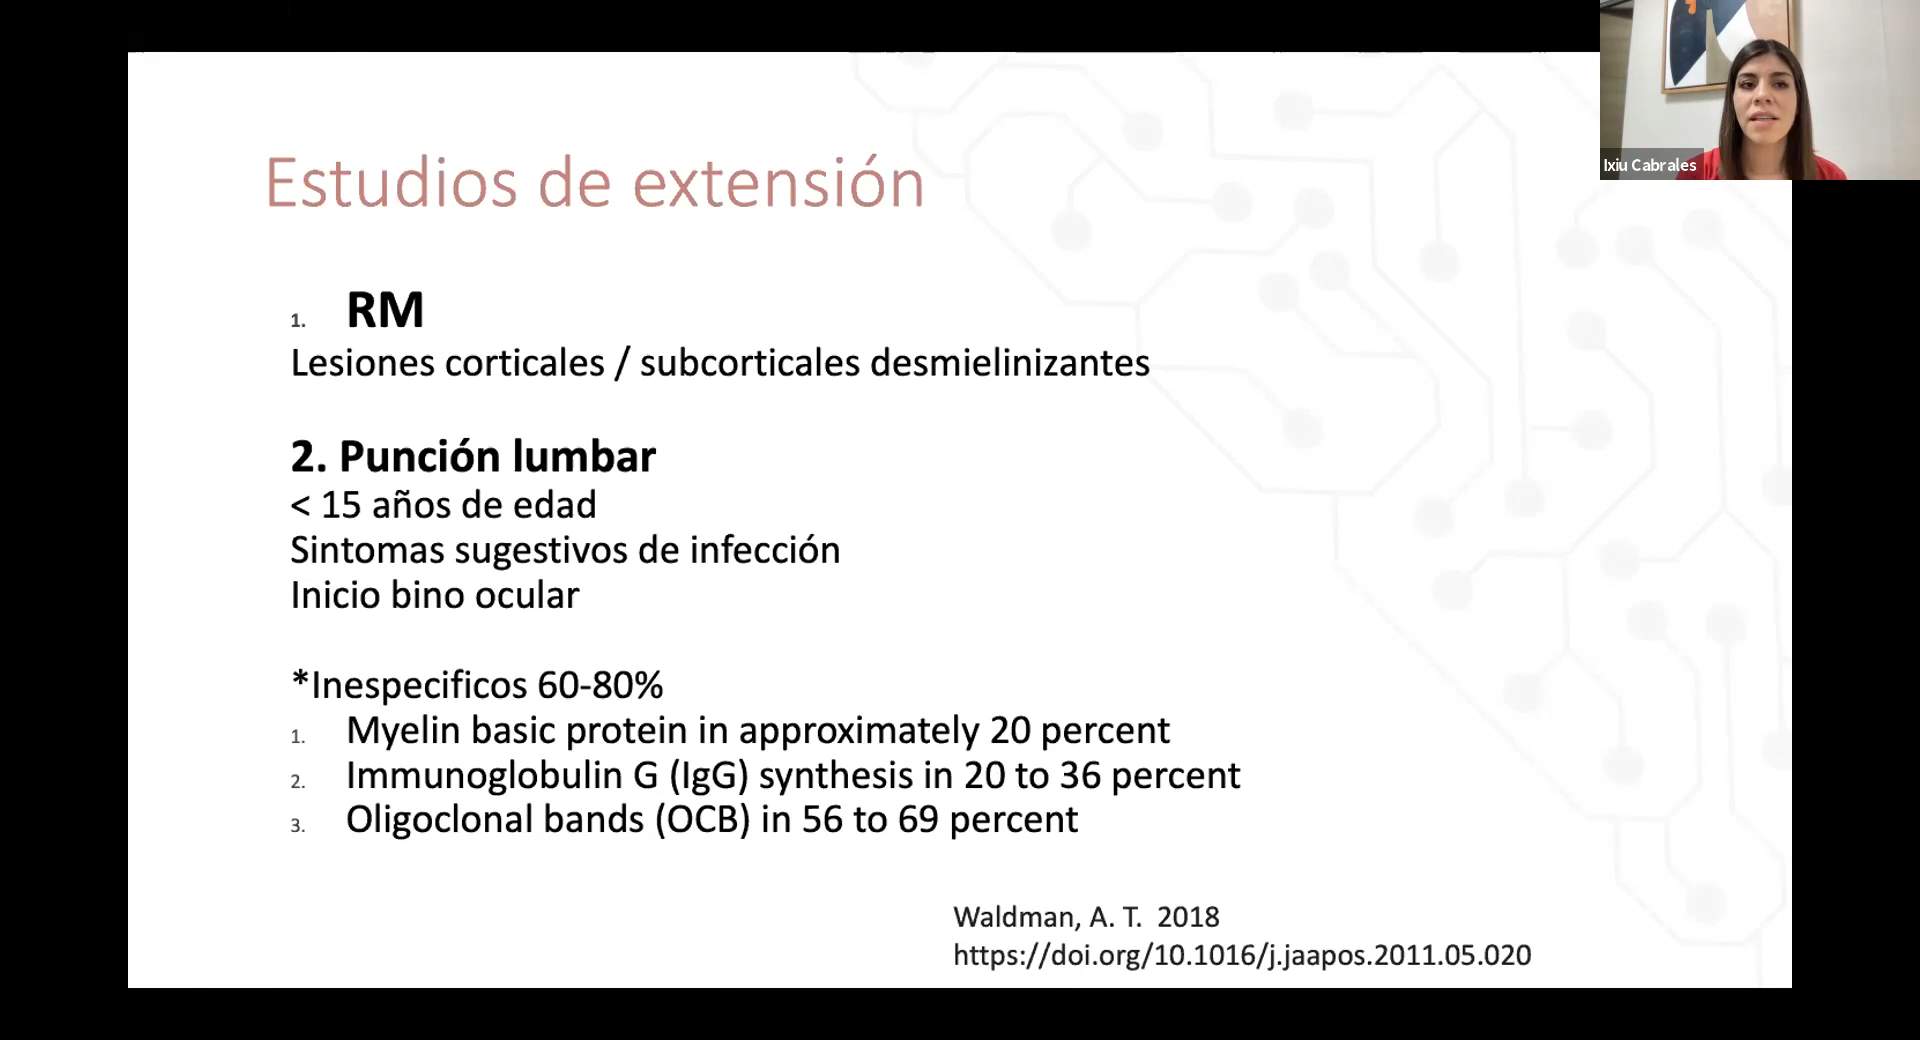 Ixiu Cabrales
Estudios de extensión
1. RM
Lesiones corticales / subcorticales desmielinizantes
2. Punción lumbar
< 15 años de edad
Sintomas sugestivos de infección
Inicio bino ocular
*Inespecificos 60-80%
1. Myelin basic protein in approximately 20 percent
2. Immunoglobulin G (IgG) synthesis in 20 to 36 percent
3. Oligoclonal bands (OCB) in 56 to 69 percent
Waldman, A. T. 2018
https://doi.org/10.1016/j.jaapos.2011.05.020